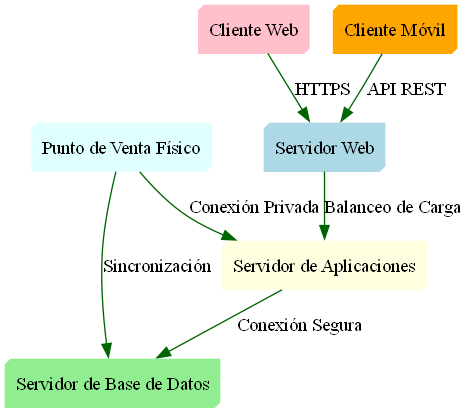 Cliente Web
Cliente Móvil
HTTPS
API REST
Punto de Venta Físico
Servidor Web
Conexión Privada
Balanceo de Carga
Sincronización
Servidor de Aplicaciones
Conexión Segura
Servidor de Base de Datos